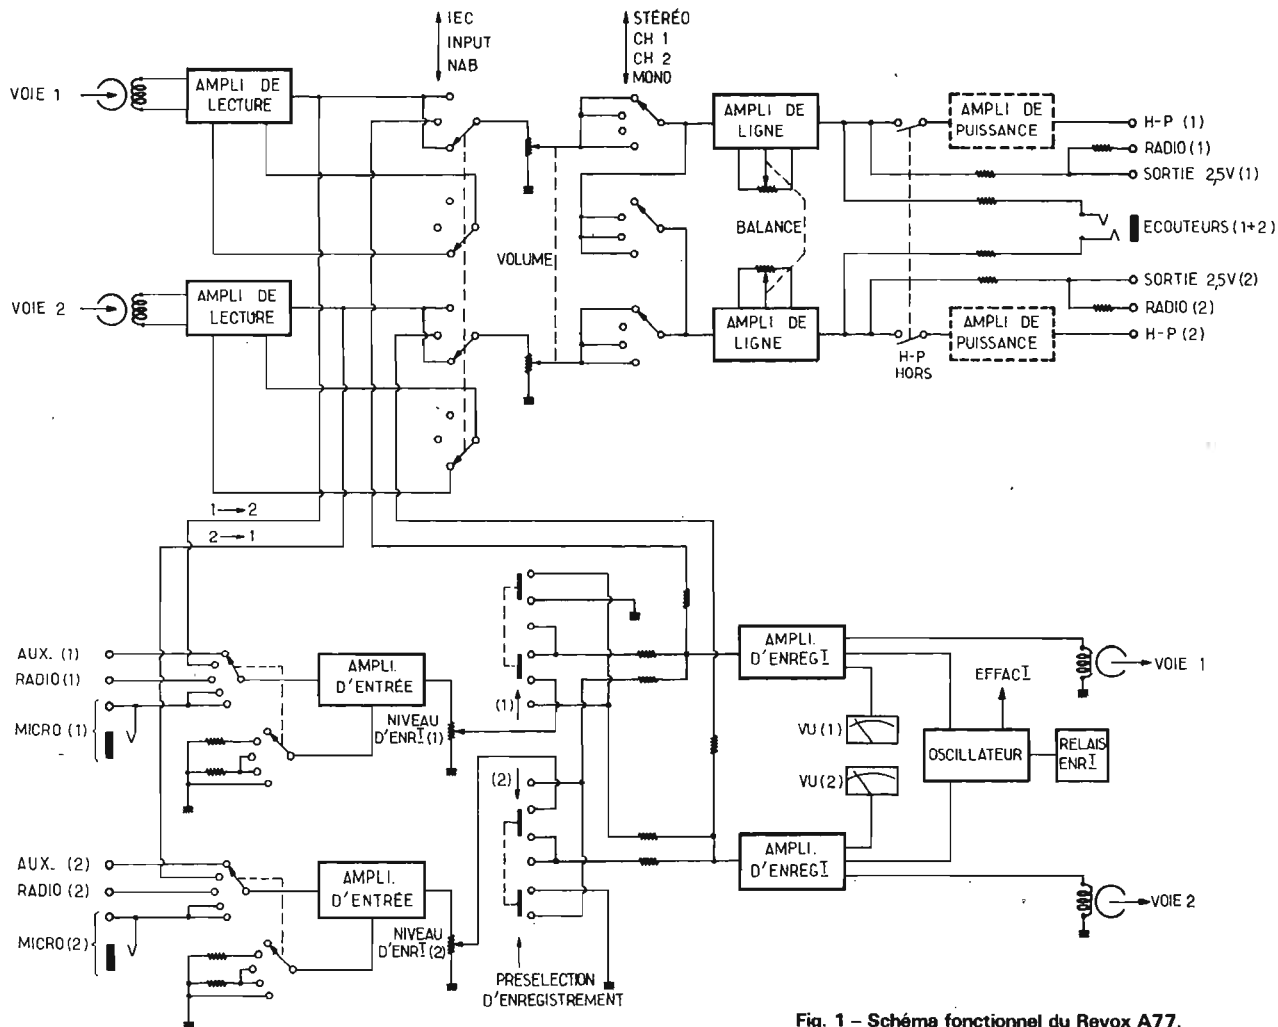 IEC
INPUT
NAB
STÉRÉO
CH 1
CH 2
MONO
VOIE 1
AMPLI DE
LECTURE
AMPLI DE
LIGNE
AMPLI DE
PUISSANCE
H-P (1)
RADIO (1)
SORTIE 2,5V (1)
BALANCE
ECOUTEURS (1+2)
VOLUME
VOIE 2
AMPLI DE
LECTURE
AMPLI DE
LIGNE
H-P
HORS
AMPLI DE
PUISSANCE
SORTIE 2,5V (2)
RADIO (2)
H-P (2)
1 → 2
2 → 1
AUX. (1)
RADIO (1)
MICRO (1)
AMPLI.
D'ENTRÉE
NIVEAU
D'ENRT (1)
(1)
AMPLI.
D'ENREGT
VU (1)
EFFACT
OSCILLATEUR
RELAIS
ENRT
VOIE 1
VU (2)
(2)
AUX. (2)
RADIO (2)
MICRO (2)
AMPLI.
D'ENTRÉE
NIVEAU
D'ENRT (2)
AMPLI.
D'ENREGT
VOIE 2
PRESELECTION
D'ENREGISTREMENT
Fig. 1 – Schéma fonctionnel du Revox A77.